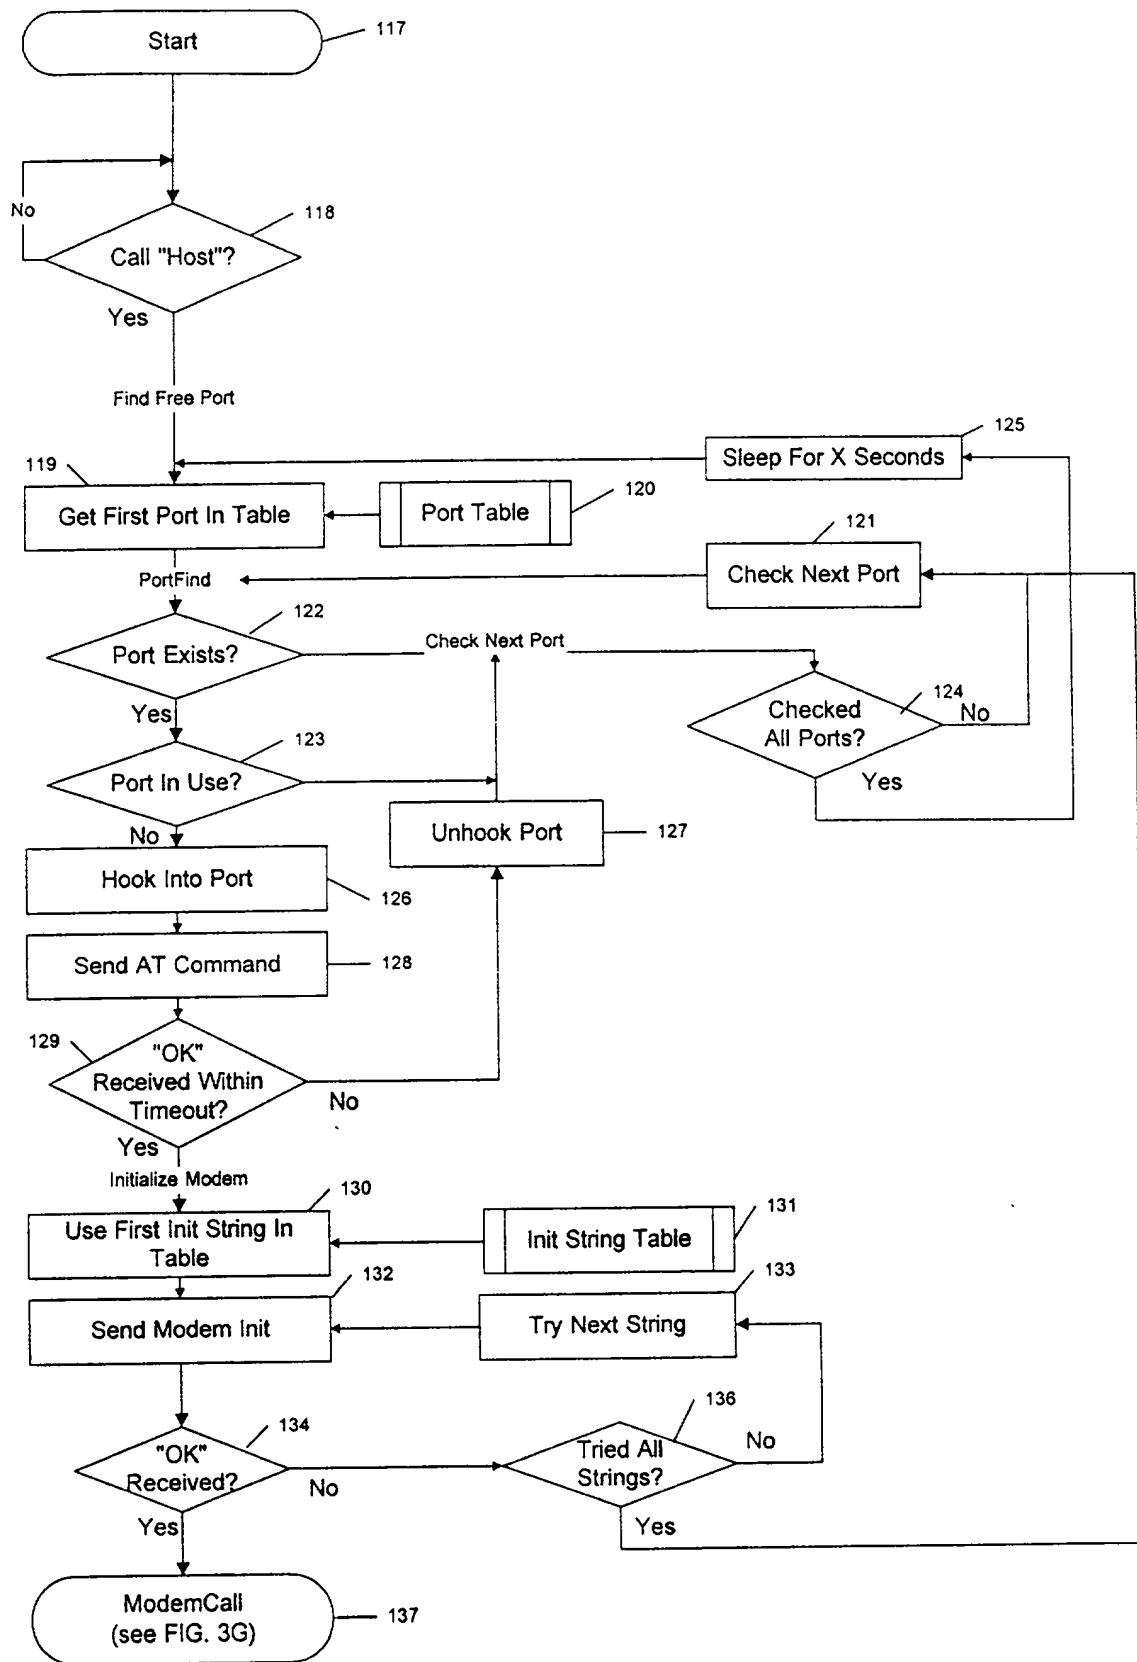 Start
117
No
118
Call "Host"?
Yes
Find Free Port
125
Sleep For X Seconds
119
120
Get First Port In Table
Port Table
121
PortFind
Check Next Port
122
Check Next Port
Port Exists?
124
Checked
All Ports?
No
Yes
123
Port In Use?
Yes
No
Unhook Port
127
Hook Into Port
126
Send AT Command
128
129
"OK"
Received Within
Timeout?
No
Yes
Initialize Modem
130
131
Use First Init String In
Table
Init String Table
132
133
Send Modem Init
Try Next String
136
134
"OK"
Received?
No
Tried All
Strings?
No
Yes
Yes
ModemCall
(see FIG. 3G)
137